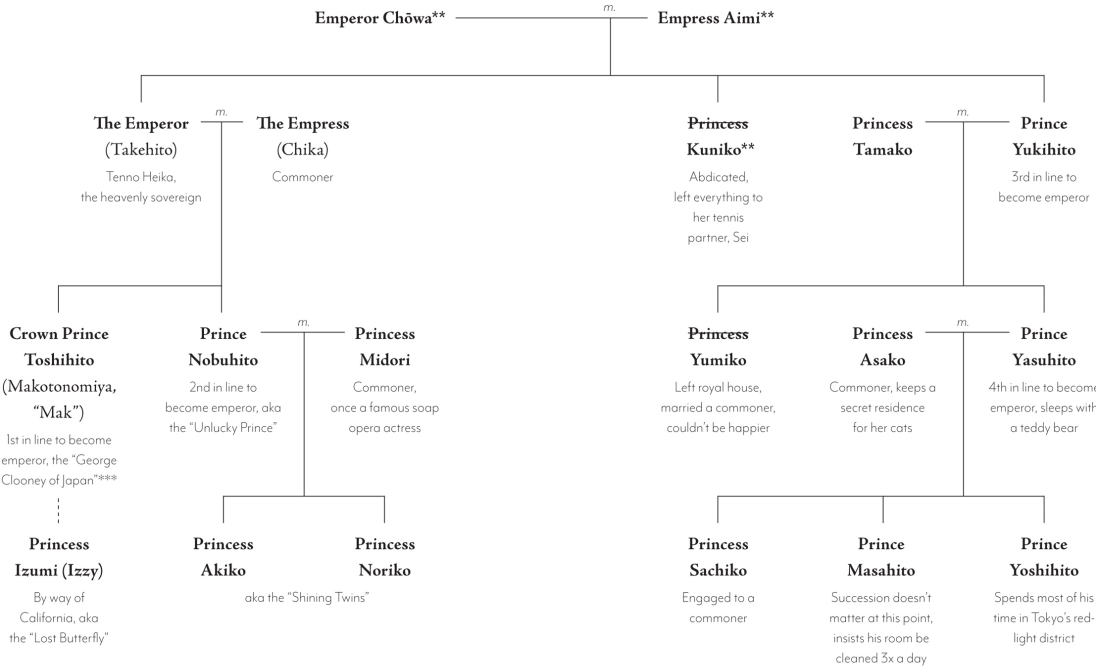 m.
Emperor Chōwa**
Empress Aimi**
m.
The Emperor
(Takehito)
Tenno Heika,
the heavenly sovereign
The Empress
(Chika)
Commoner
Princess
Kuniko**
Abdicated,
left everything to
her tennis
partner, Sei
m.
Princess
Tamako
Prince
Yukihito
3rd in line to
become emperor
Crown Prince
Toshihito
(Makotonomiya,
“Mak”)
1st in line to become
emperor, the “George
Clooney of Japan”***
m.
Prince
Nobuhito
2nd in line to
become emperor, aka
the “Unlucky Prince”
Princess
Midori
Commoner,
once a famous soap
opera actress
Princess
Yumiko
Left royal house,
married a commoner,
couldn’t be happier
m.
Princess
Asako
Commoner, keeps a
secret residence
for her cats
Prince
Yasuhito
4th in line to become
emperor, sleeps with
a teddy bear
Princess
Izumi (Izzy)
By way of
California, aka
the “Lost Butterfly”
Princess
Akiko
Princess
Noriko
aka the “Shining Twins”
Princess
Sachiko
Engaged to a
commoner
Prince
Masahito
Succession doesn’t
matter at this point,
insists his room be
cleaned 3x a day
Prince
Yoshihito
Spends most of his
time in Tokyo’s red-
light district